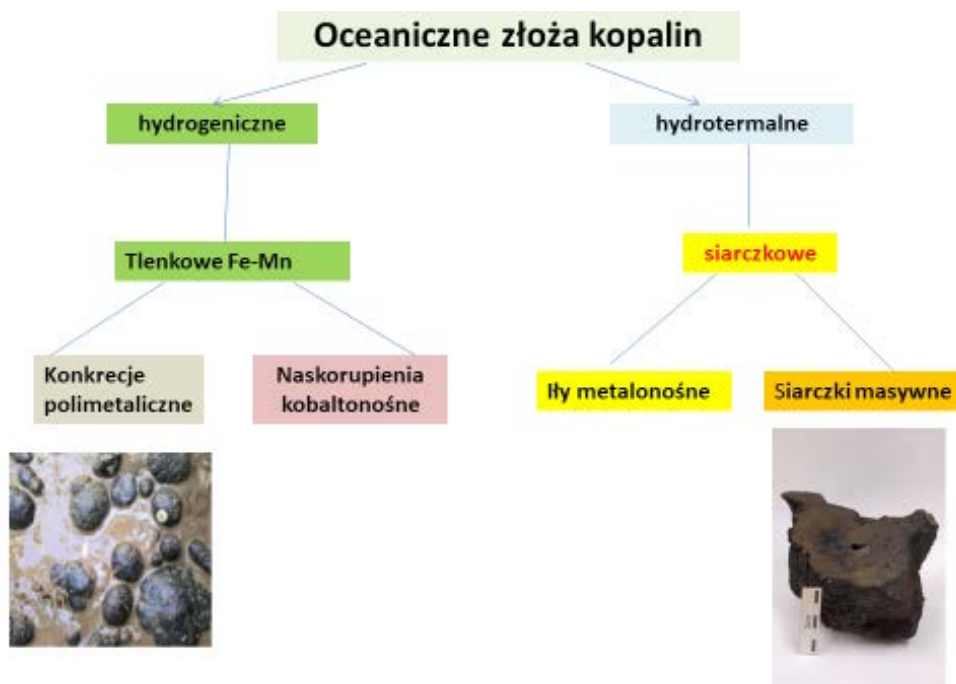 Oceaniczne złoża kopalin
hydrogeniczne
hydrotermalne
Tlenkowe Fe-Mn
siarczkowe
Konkrecje
polimetaliczne
Naskorupienia
kobaltonośne
Iły metalonośne
Siarczki masywne